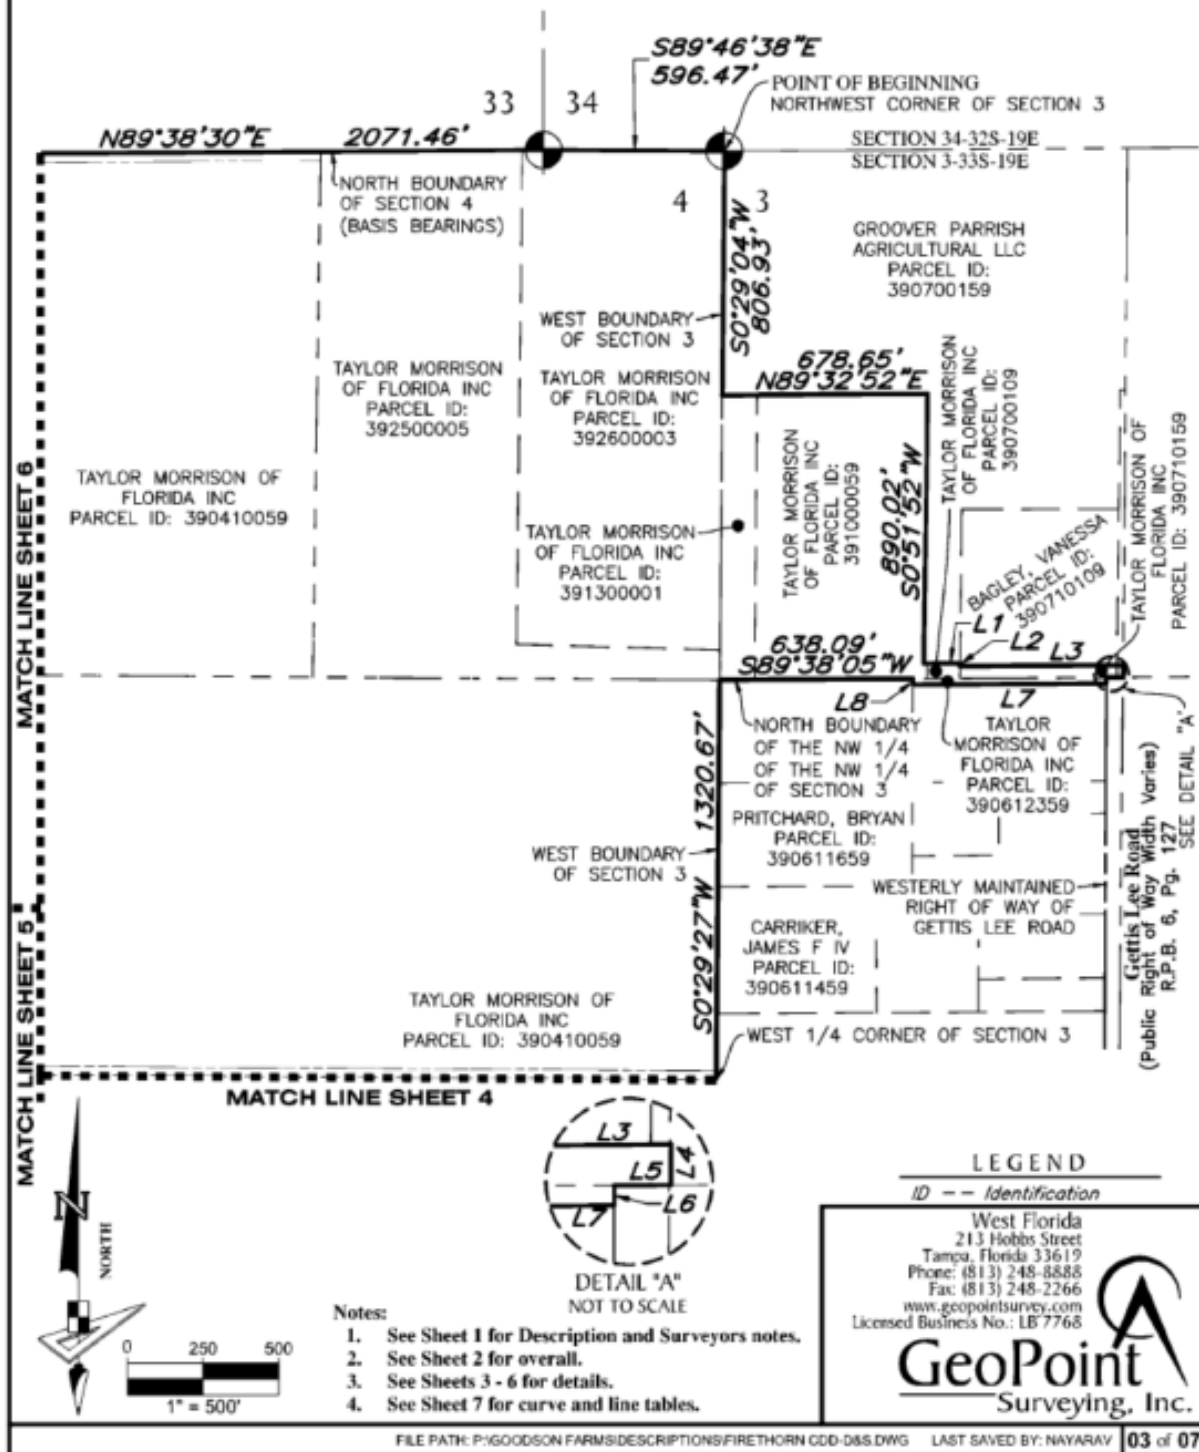 S89°46'38"E
596.47'
POINT OF BEGINNING
NORTHWEST CORNER OF SECTION 3
33
34
N89°38'30"E
2071.46'
SECTION 34-32S-19E
SECTION 3-33S-19E
NORTH BOUNDARY
OF SECTION 4
(BASIS BEARINGS)
4
3
S0°29'04"W
806.93'
GROOVER PARRISH
AGRICULTURAL LLC
PARCEL ID:
390700159
WEST BOUNDARY
OF SECTION 3
TAYLOR MORRISON
OF FLORIDA INC
PARCEL ID:
392500005
TAYLOR MORRISON
OF FLORIDA INC
PARCEL ID:
392600003
678.65'
N89°32'52"E
TAYLOR MORRISON
OF FLORIDA INC
PARCEL ID:
390700109
TAYLOR MORRISON OF
FLORIDA INC
PARCEL ID: 390710159
MATCH LINE SHEET 6
TAYLOR MORRISON OF
FLORIDA INC
PARCEL ID: 390410059
TAYLOR MORRISON
OF FLORIDA INC
PARCEL ID:
391300001
TAYLOR MORRISON
OF FLORIDA INC
PARCEL ID:
391000059
890.02'
S0°51'52"W
BAGLEY, VANESSA
PARCEL ID:
390710109
L1
L2
L3
638.09'
S89°38'05"W
L8
L7
NORTH BOUNDARY
OF THE NW 1/4
OF THE NW 1/4
OF SECTION 3
TAYLOR
MORRISON OF
FLORIDA INC
PARCEL ID:
390612359
SEE DETAIL "A"
1320.67'
S0°29'27"W
PRITCHARD, BRYAN
PARCEL ID:
390611659
WEST BOUNDARY
OF SECTION 3
WESTERLY MAINTAINED
RIGHT OF WAY OF
GETTIS LEE ROAD
Gettis Lee Road
(Public Right of Way Width Varies)
R.P.B. 6, Pg. 127
CARRIKER,
JAMES F IV
PARCEL ID:
390611459
MATCH LINE SHEET 5
TAYLOR MORRISON OF
FLORIDA INC
PARCEL ID: 390410059
WEST 1/4 CORNER OF SECTION 3
MATCH LINE SHEET 4
L3
L4
L5
L6
L7
DETAIL "A"
NOT TO SCALE
N
NORTH
0 250 500
1" = 500'
Notes:
1. See Sheet 1 for Description and Surveyors notes.
2. See Sheet 2 for overall.
3. See Sheets 3 - 6 for details.
4. See Sheet 7 for curve and line tables.
LEGEND
ID -- Identification
West Florida
213 Hobbs Street
Tampa, Florida 33619
Phone: (813) 248-8888
Fax: (813) 248-2266
www.geopointsurvey.com
Licensed Business No.: LB 7768
GeoPoint
Surveying, Inc.
FILE PATH: P:\GOODSON FARMS\DESCRIPTIONS\FIRETHORN CDD-D&S.DWG LAST SAVED BY: NAYARAV 03 of 07